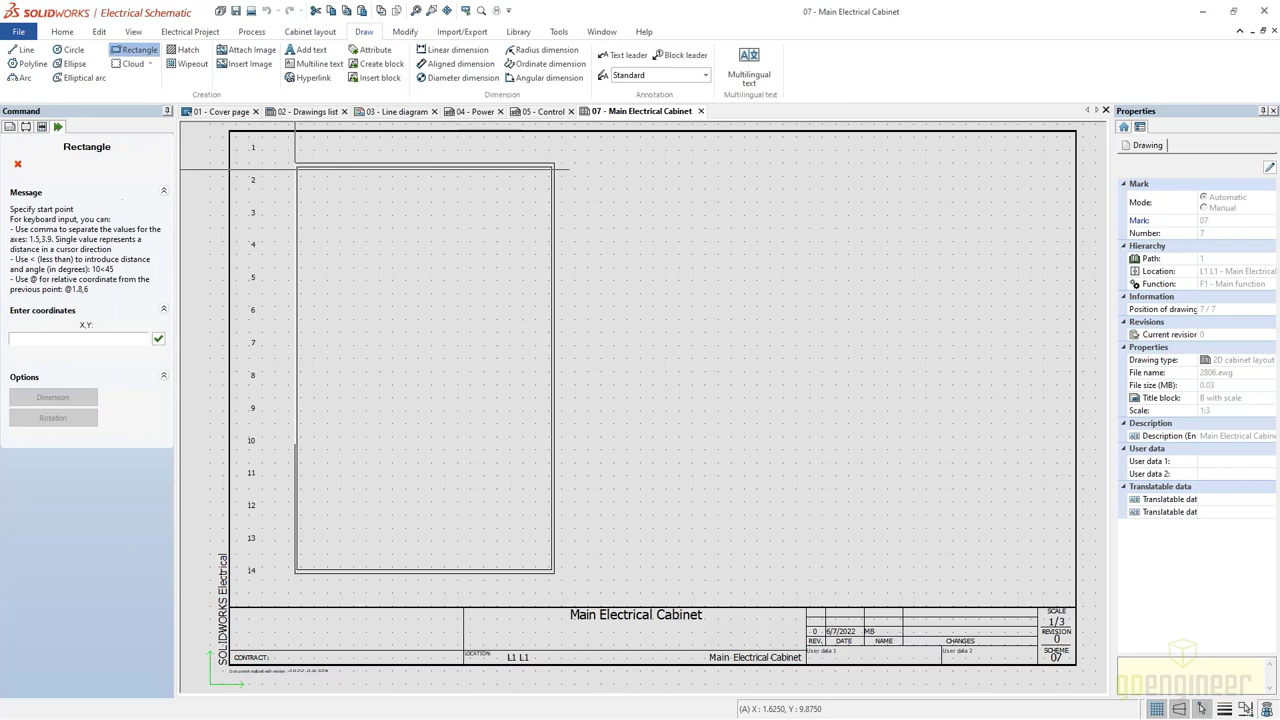 SOLIDWORKS | Electrical Schematic
07 - Main Electrical Cabinet
File Home Edit View Electrical Project Process Cabinet layout Draw Modify Import/Export Library Tools Window Help
Line Circle Rectangle Hatch Attach Image Add text Attribute Linear dimension Radius dimension Text leader Block leader
Polyline Ellipse Cloud Wipeout Insert Image Multiline text Create block Aligned dimension Ordinate dimension Standard Multilingual text
Arc Elliptical arc Hyperlink Insert block Diameter dimension Angular dimension
Creation Dimension Annotation Multilingual text
Command
01 - Cover page 02 - Drawings list 03 - Line diagram 04 - Power 05 - Control 07 - Main Electrical Cabinet
Rectangle
Message
Specify start point
For keyboard input, you can:
- Use comma to separate the values for the
axes: 1.5,3.9. Single value represents a
distance in a cursor direction
- Use < (less than) to introduce distance
and angle (in degrees): 10<45
- Use @ for relative coordinate from the
previous point: @1.8,6
Enter coordinates
X,Y:
Options
Dimension
Rotation
1
2
3
4
5
6
7
8
9
10
11
12
13
14
SOLIDWORKS Electrical
CONTRACT:
LOCATION:
L1 L1
Main Electrical Cabinet
Main Electrical Cabinet
0 6/7/2022 MB
REV. DATE NAME CHANGES
User data 1 User data 2
SCALE
1/3
REVISION
0
SCHEME
07
Properties
Drawing
Mark
Mode: Automatic
Manual
Mark: 07
Number: 7
Hierarchy
Path: 1
Location: L1 L1 - Main Electrical
Function: F1 - Main function
Information
Position of drawing 7 / 7
Revisions
Current revisior 0
Properties
Drawing type: 2D cabinet layout
File name: 2806.ewg
File size (MB): 0.03
Title block: B with scale
Scale: 1:3
Description
Description (En Main Electrical Cabine
User data
User data 1:
User data 2:
Translatable data
Translatable dat
Translatable dat
goengineer
(A) X : 1.6250, Y : 9.8750